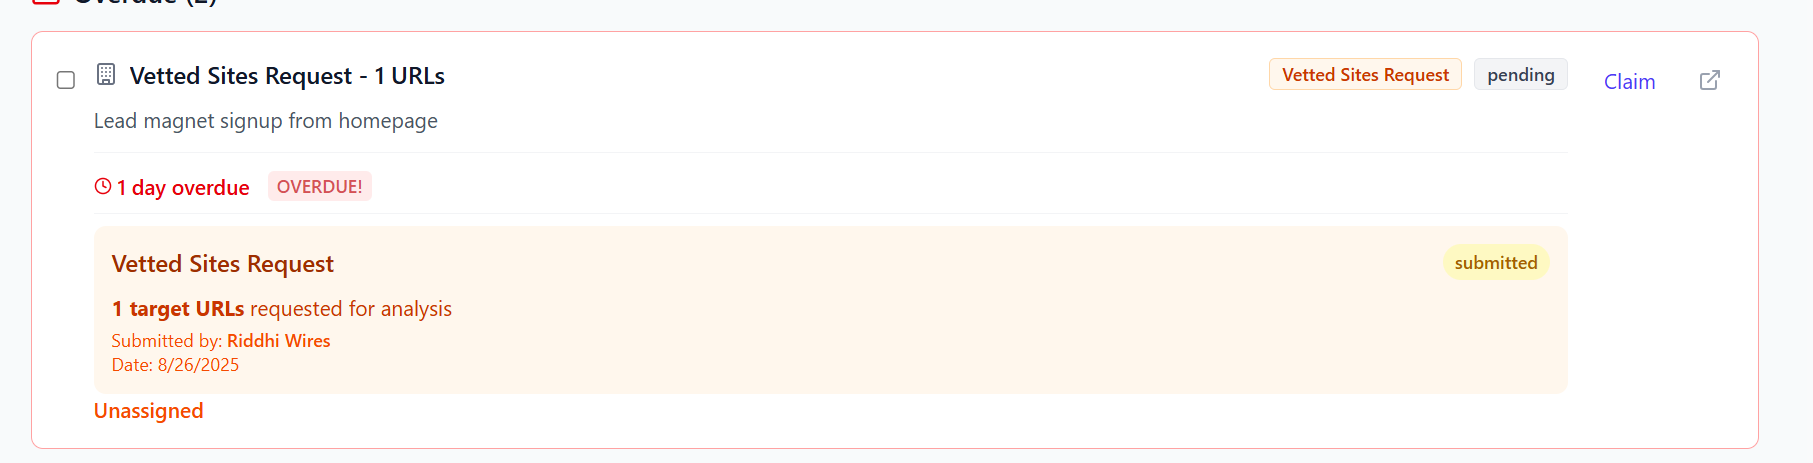 Overdue (2)
Vetted Sites Request - 1 URLs
Vetted Sites Request
pending
Claim
Lead magnet signup from homepage
1 day overdue
OVERDUE!
Vetted Sites Request
submitted
1 target URLs requested for analysis
Submitted by: Riddhi Wires
Date: 8/26/2025
Unassigned